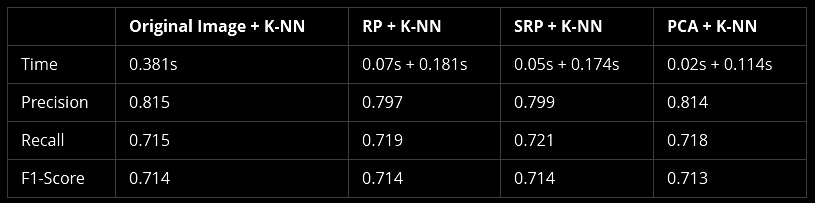 Original Image + K-NN RP + K-NN SRP + K-NN PCA + K-NN
Time 0.381s 0.07s + 0.181s 0.05s + 0.174s 0.02s + 0.114s
Precision 0.815 0.797 0.799 0.814
Recall 0.715 0.719 0.721 0.718
F1-Score 0.714 0.714 0.714 0.713